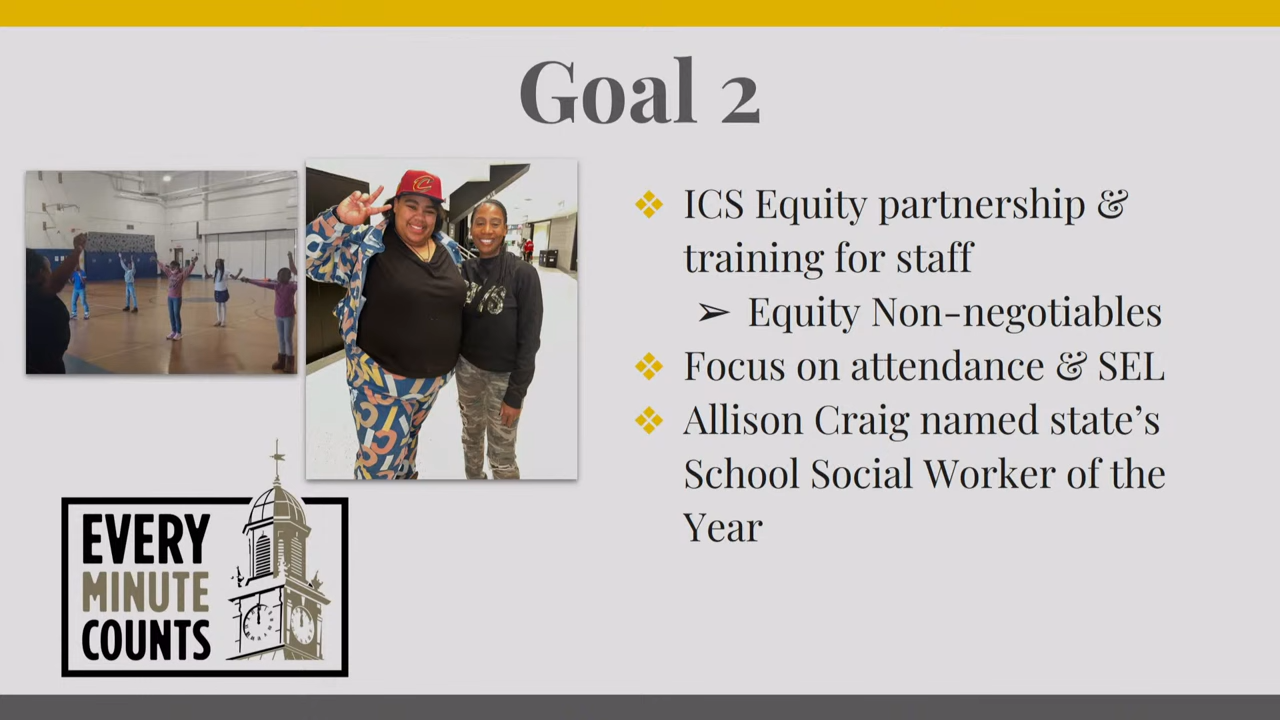 Goal 2
❖ ICS Equity partnership &
training for staff
➢ Equity Non-negotiables
❖ Focus on attendance & SEL
❖ Allison Craig named state’s
School Social Worker of the
Year
EVERY
MINUTE
COUNTS